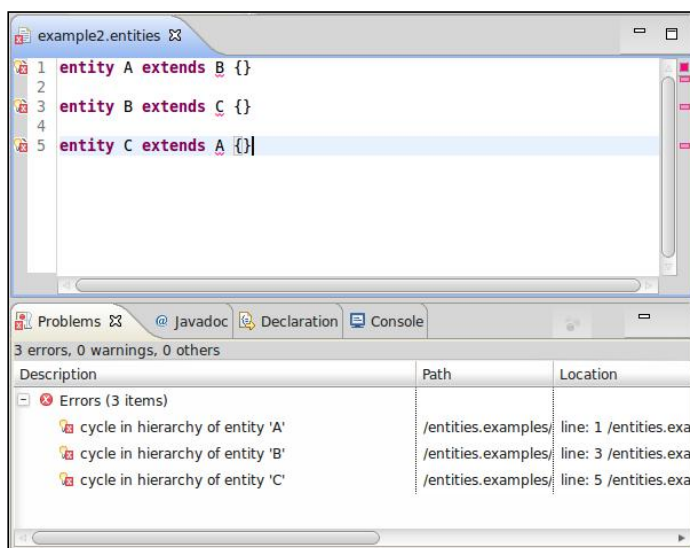 example2.entities
1 entity A extends B {}
2
3 entity B extends C {}
4
5 entity C extends A {}
Problems @ Javadoc Declaration Console
3 errors, 0 warnings, 0 others
Description Path Location
Errors (3 items)
cycle in hierarchy of entity 'A' /entities.examples/ line: 1 /entities.exa
cycle in hierarchy of entity 'B' /entities.examples/ line: 3 /entities.exa
cycle in hierarchy of entity 'C' /entities.examples/ line: 5 /entities.exa